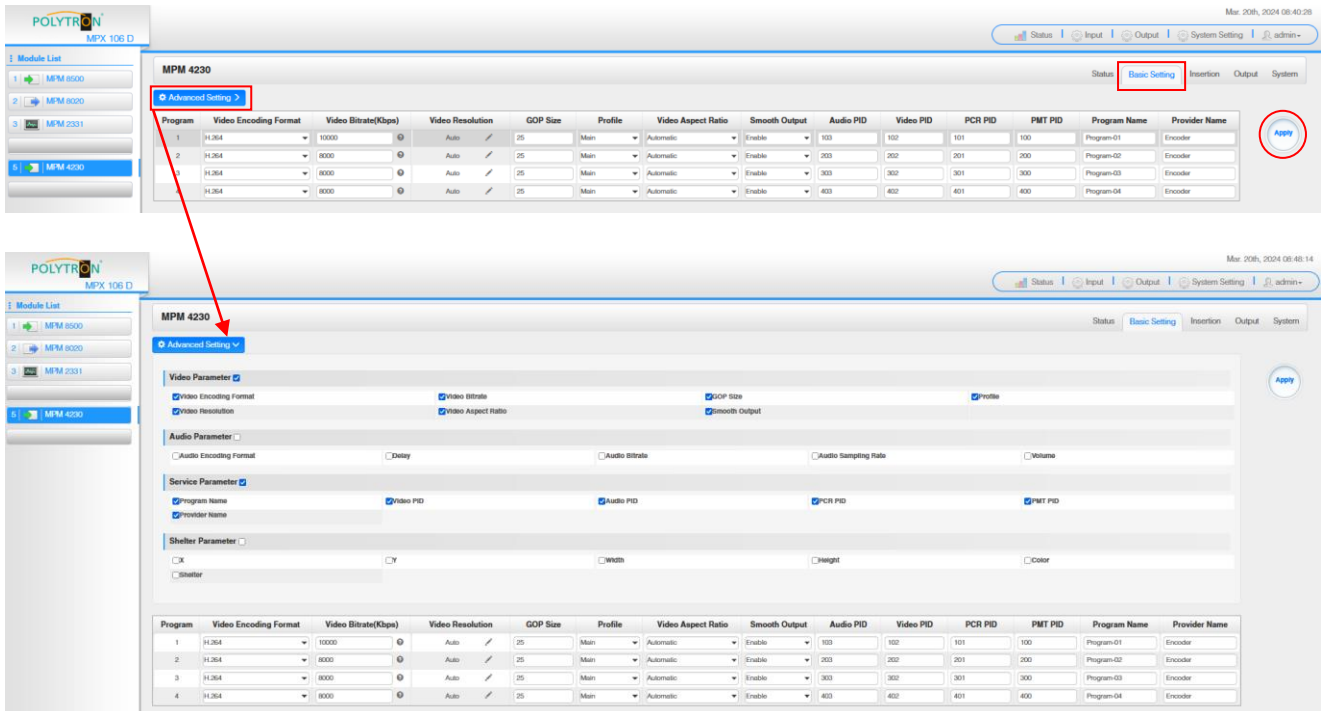 Mar. 20th, 2024 08:40:26
POLYTRON
MPX 106 D
Status Input Output System Setting admin
Module List
1 MPM 8500
2 MPM 8020
3 MPM 2331
5 MPM 4230
MPM 4230
Status Basic Setting Insertion Output System
Advanced Setting >
Apply
Program Video Encoding Format Video Bitrate(Kbps) Video Resolution GOP Size Profile Video Aspect Ratio Smooth Output Audio PID Video PID PCR PID PMT PID Program Name Provider Name
1 H.264 10000 Auto 25 Main Automatic Enable 103 102 101 100 Program-01 Encoder
2 H.264 8000 Auto 25 Main Automatic Enable 203 202 201 200 Program-02 Encoder
3 H.264 8000 Auto 25 Main Automatic Enable 303 302 301 300 Program-03 Encoder
4 H.264 8000 Auto 25 Main Automatic Enable 403 402 401 400 Program-04 Encoder
Mar. 20th, 2024 08:48:14
POLYTRON
MPX 106 D
Status Input Output System Setting admin
Module List
1 MPM 8500
2 MPM 8020
3 MPM 2331
5 MPM 4230
MPM 4230
Status Basic Setting Insertion Output System
Advanced Setting
Apply
Video Parameter
Video Encoding Format Video Bitrate GOP Size Profile
Video Resolution Video Aspect Ratio Smooth Output
Audio Parameter
Audio Encoding Format Delay Audio Bitrate Audio Sampling Rate Volume
Service Parameter
Program Name Video PID Audio PID PCR PID PMT PID
Provider Name
Shelter Parameter
X Y Width Height Color
Shelter
Program Video Encoding Format Video Bitrate(Kbps) Video Resolution GOP Size Profile Video Aspect Ratio Smooth Output Audio PID Video PID PCR PID PMT PID Program Name Provider Name
1 H.264 10000 Auto 25 Main Automatic Enable 103 102 101 100 Program-01 Encoder
2 H.264 8000 Auto 25 Main Automatic Enable 203 202 201 200 Program-02 Encoder
3 H.264 8000 Auto 25 Main Automatic Enable 303 302 301 300 Program-03 Encoder
4 H.264 8000 Auto 25 Main Automatic Enable 403 402 401 400 Program-04 Encoder